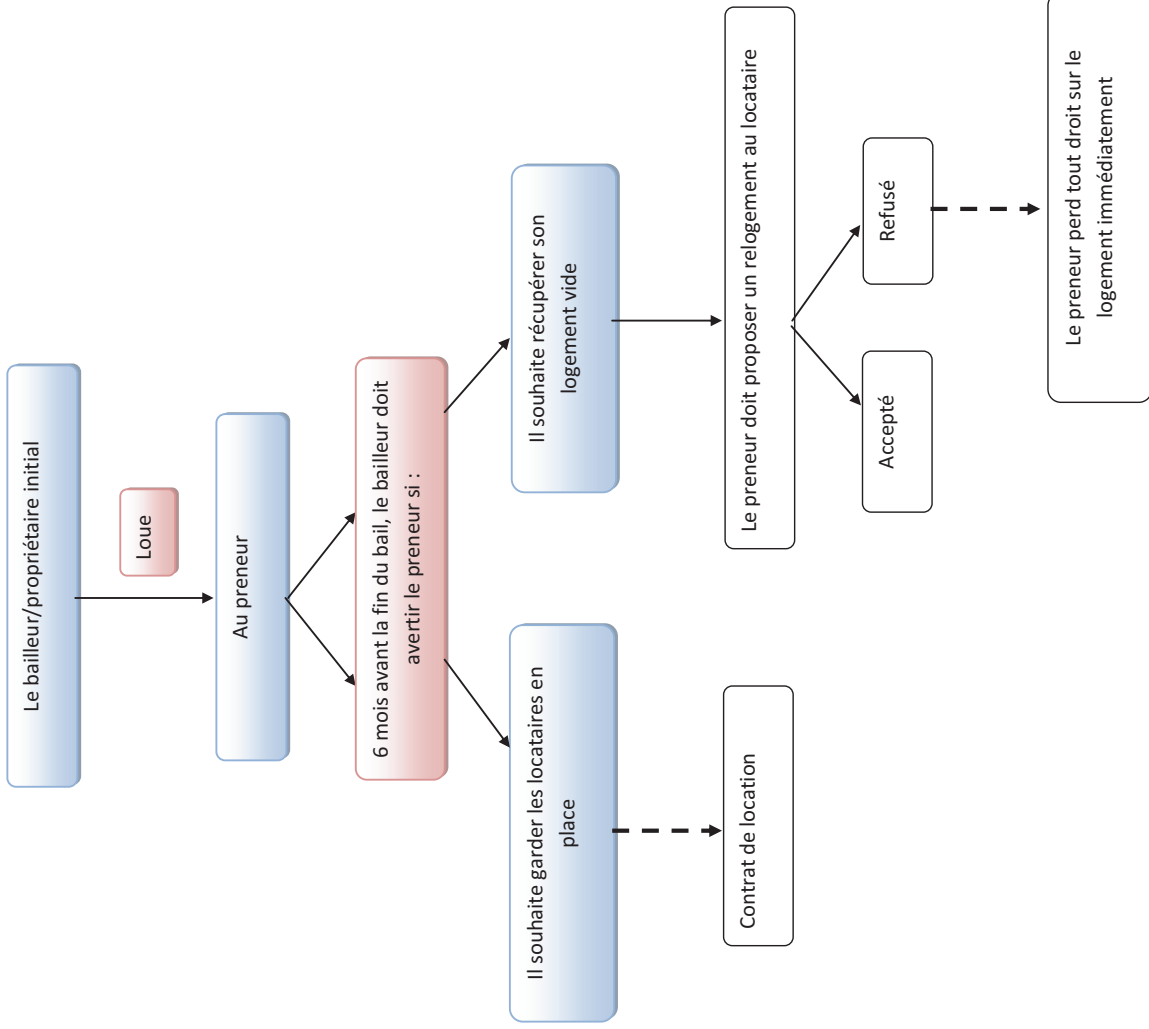 Le bailleur/propriétaire initial
Loue
Au preneur
6 mois avant la fin du bail, le bailleur doit
avertir le preneur si :
Il souhaite garder les locataires en
place
Il souhaite récupérer son
logement vide
Contrat de location
Le preneur doit proposer un relogement au locataire
Accepté
Refusé
Le preneur perd tout droit sur le
logement immédiatement